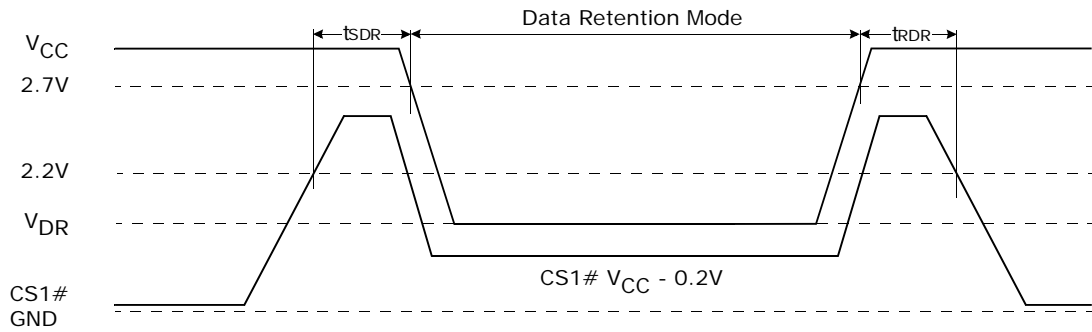 Data Retention Mode
tSDR
tRDR
VCC
2.7V
2.2V
VDR
CS1# VCC - 0.2V
CS1#
GND